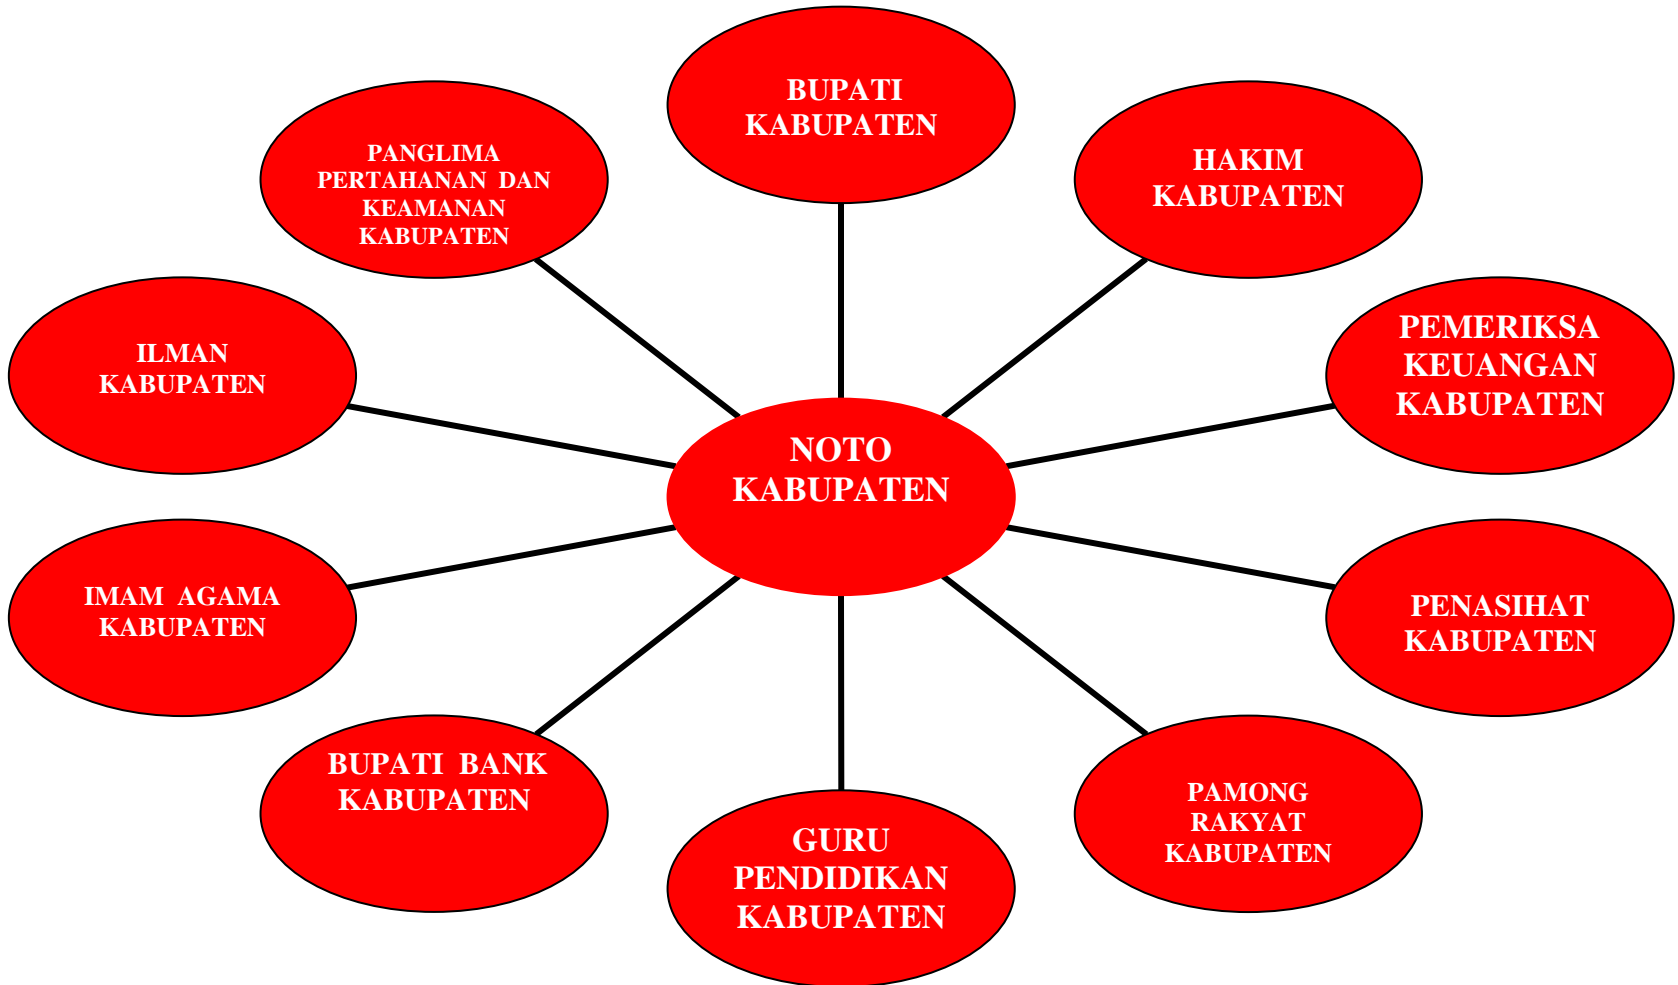 BUPATI
KABUPATEN
PANGLIMA
PERTAHANAN DAN
KEAMANAN
KABUPATEN
HAKIM
KABUPATEN
ILMAN
KABUPATEN
PEMERIKSA
KEUANGAN
KABUPATEN
NOTO
KABUPATEN
IMAM AGAMA
KABUPATEN
PENASIHAT
KABUPATEN
BUPATI BANK
KABUPATEN
GURU
PENDIDIKAN
KABUPATEN
PAMONG
RAKYAT
KABUPATEN